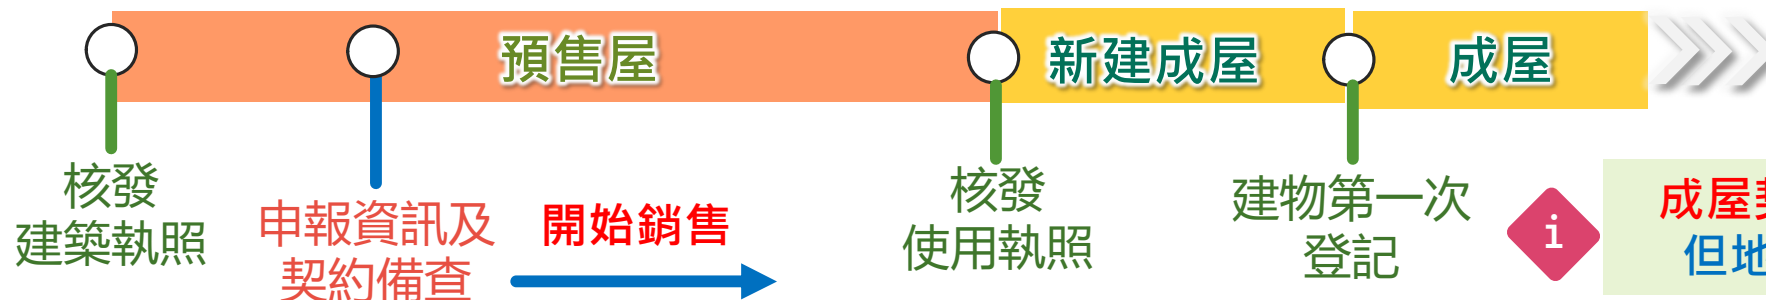 預售屋
新建成屋
成屋
核發
建築執照
申報資訊及
契約備查
開始銷售
核發
使用執照
建物第一次
登記
i
成屋
但地